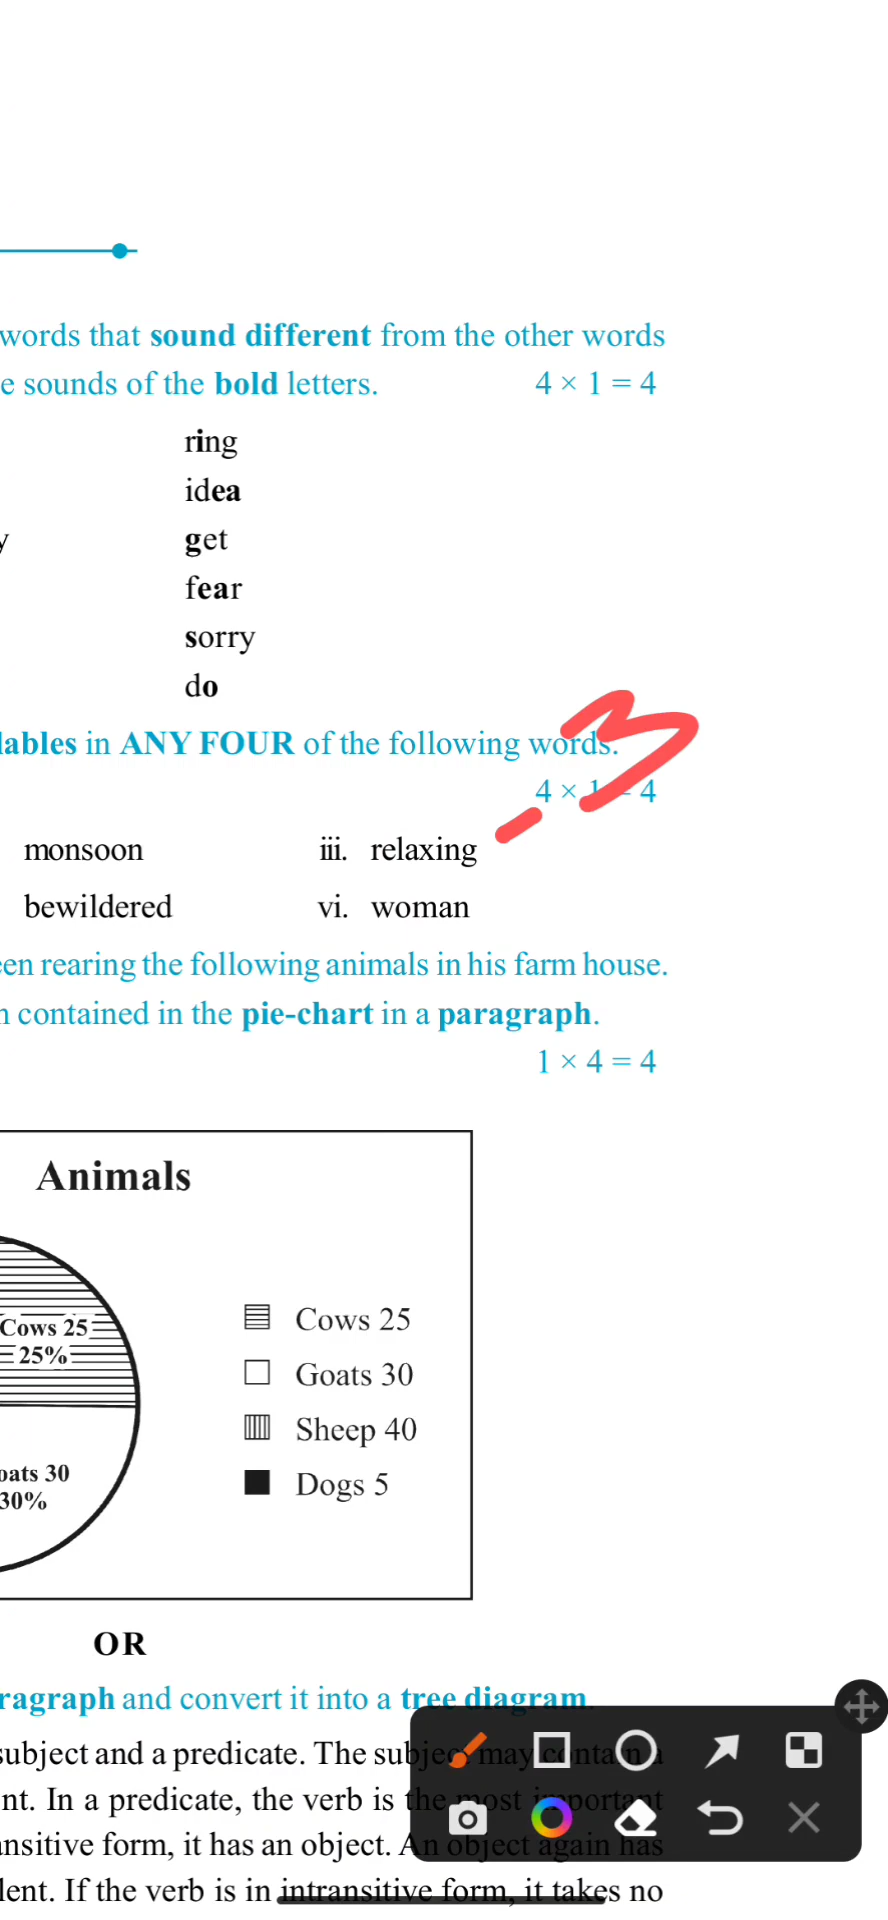 words that sound different from the other words
e sounds of the bold letters. 4 × 1 = 4
ring
idea
y get
fear
sorry
do
lables in ANY FOUR of the following words.
4 × 1 = 4
monsoon iii. relaxing
bewildered vi. woman
een rearing the following animals in his farm house.
n contained in the pie-chart in a paragraph.
1 × 4 = 4
Animals
Cows 25
25%
oats 30
30%
Cows 25
Goats 30
Sheep 40
Dogs 5
OR
ragraph and convert it into a tree diagram.
subject and a predicate. The subject may contain a
nt. In a predicate, the verb is the most important
ansitive form, it has an object. An object again has
lent. If the verb is in intransitive form, it takes no